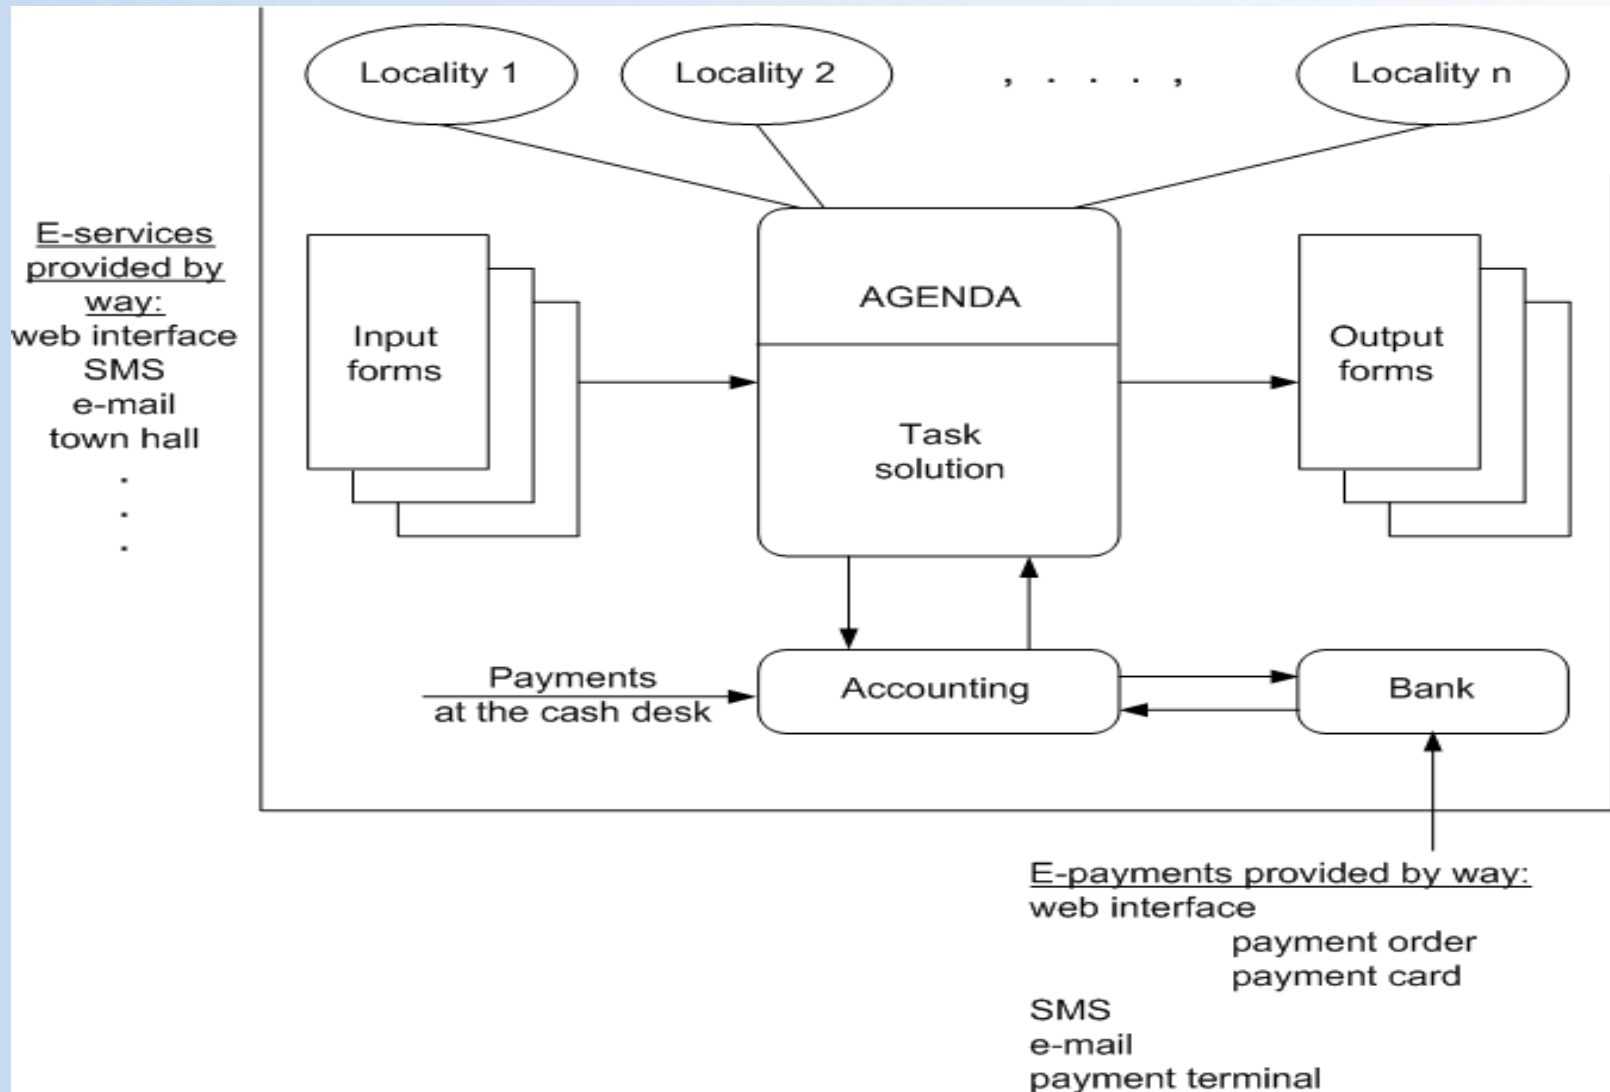 Locality 1
Locality 2
, . . . ,
Locality n
E-services
provided by
way:
web interface
SMS
e-mail
town hall
.
.
.
Input
forms
AGENDA
Task
solution
Output
forms
Payments
at the cash desk
Accounting
Bank
E-payments provided by way:
web interface
payment order
payment card
SMS
e-mail
payment terminal